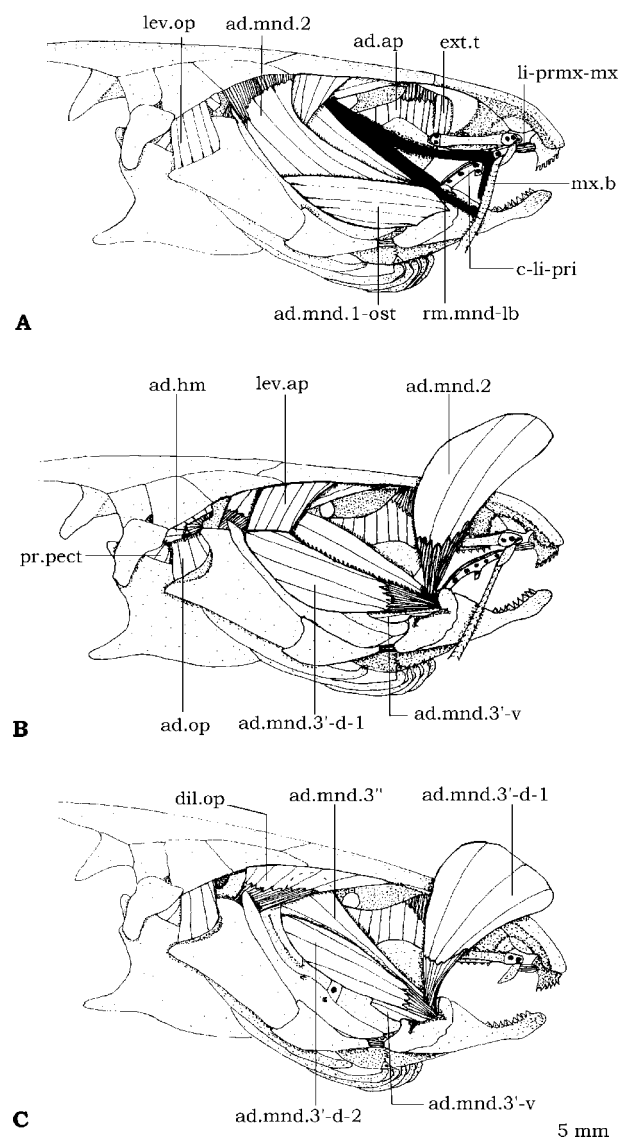 lev.op ad.mnd.2
ad.ap ext.t
li-prmx-mx
mx.b
c-li-pri
A ad.mnd.1-ost rm.mnd-lb
ad.hm lev.ap ad.mnd.2
pr.pect
B ad.op ad.mnd.3'-d-1 ad.mnd.3'-v
dil.op ad.mnd.3" ad.mnd.3'-d-1
C ad.mnd.3'-d-2 ad.mnd.3'-v
5 mm